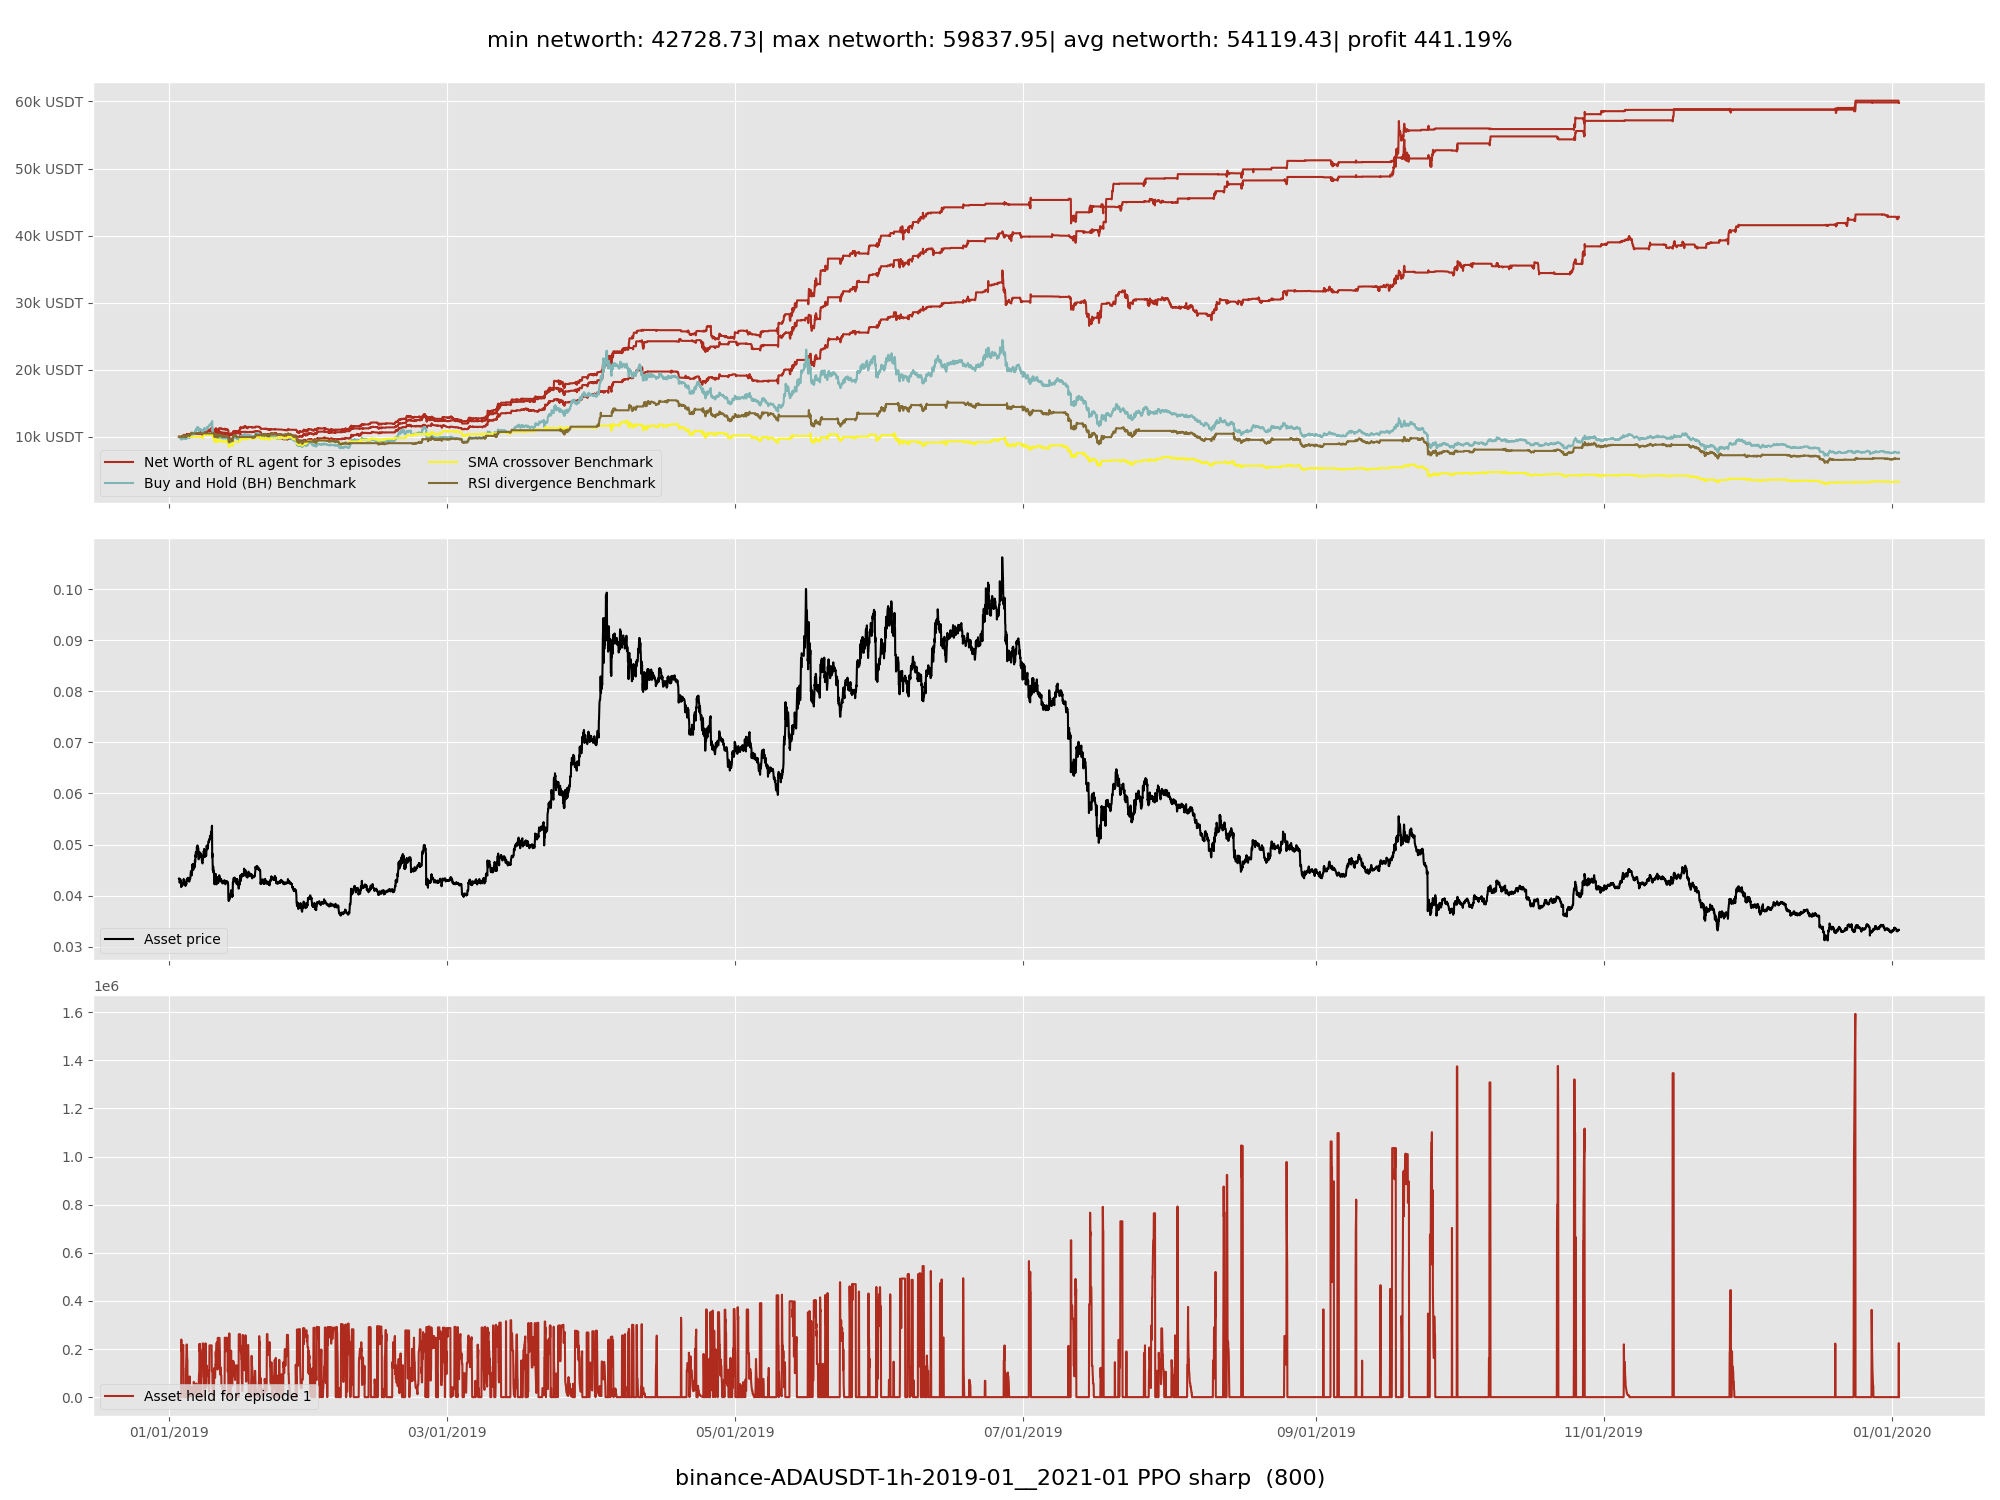 min networth: 42728.73| max networth: 59837.95| avg networth: 54119.43| profit 441.19%
60k USDT
50k USDT
40k USDT
30k USDT
20k USDT
10k USDT
Net Worth of RL agent for 3 episodes
Buy and Hold (BH) Benchmark
SMA crossover Benchmark
RSI divergence Benchmark
0.10
0.09
0.08
0.07
0.06
0.05
0.04
0.03
Asset price
1e6
1.6
1.4
1.2
1.0
0.8
0.6
0.4
0.2
0.0
Asset held for episode 1
01/01/2019
03/01/2019
05/01/2019
07/01/2019
09/01/2019
11/01/2019
01/01/2020
binance-ADAUSDT-1h-2019-01__2021-01 PPO sharp  (800)